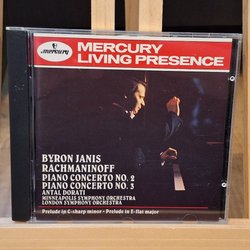 mercury
MERCURY
LIVING PRESENCE
BYRON JANIS
RACHMANINOFF
PIANO CONCERTO NO. 2
PIANO CONCERTO NO. 3
ANTAL DORATI
MINNEAPOLIS SYMPHONY ORCHESTRA
LONDON SYMPHONY ORCHESTRA
Prelude in C-sharp minor · Prelude in E-flat major